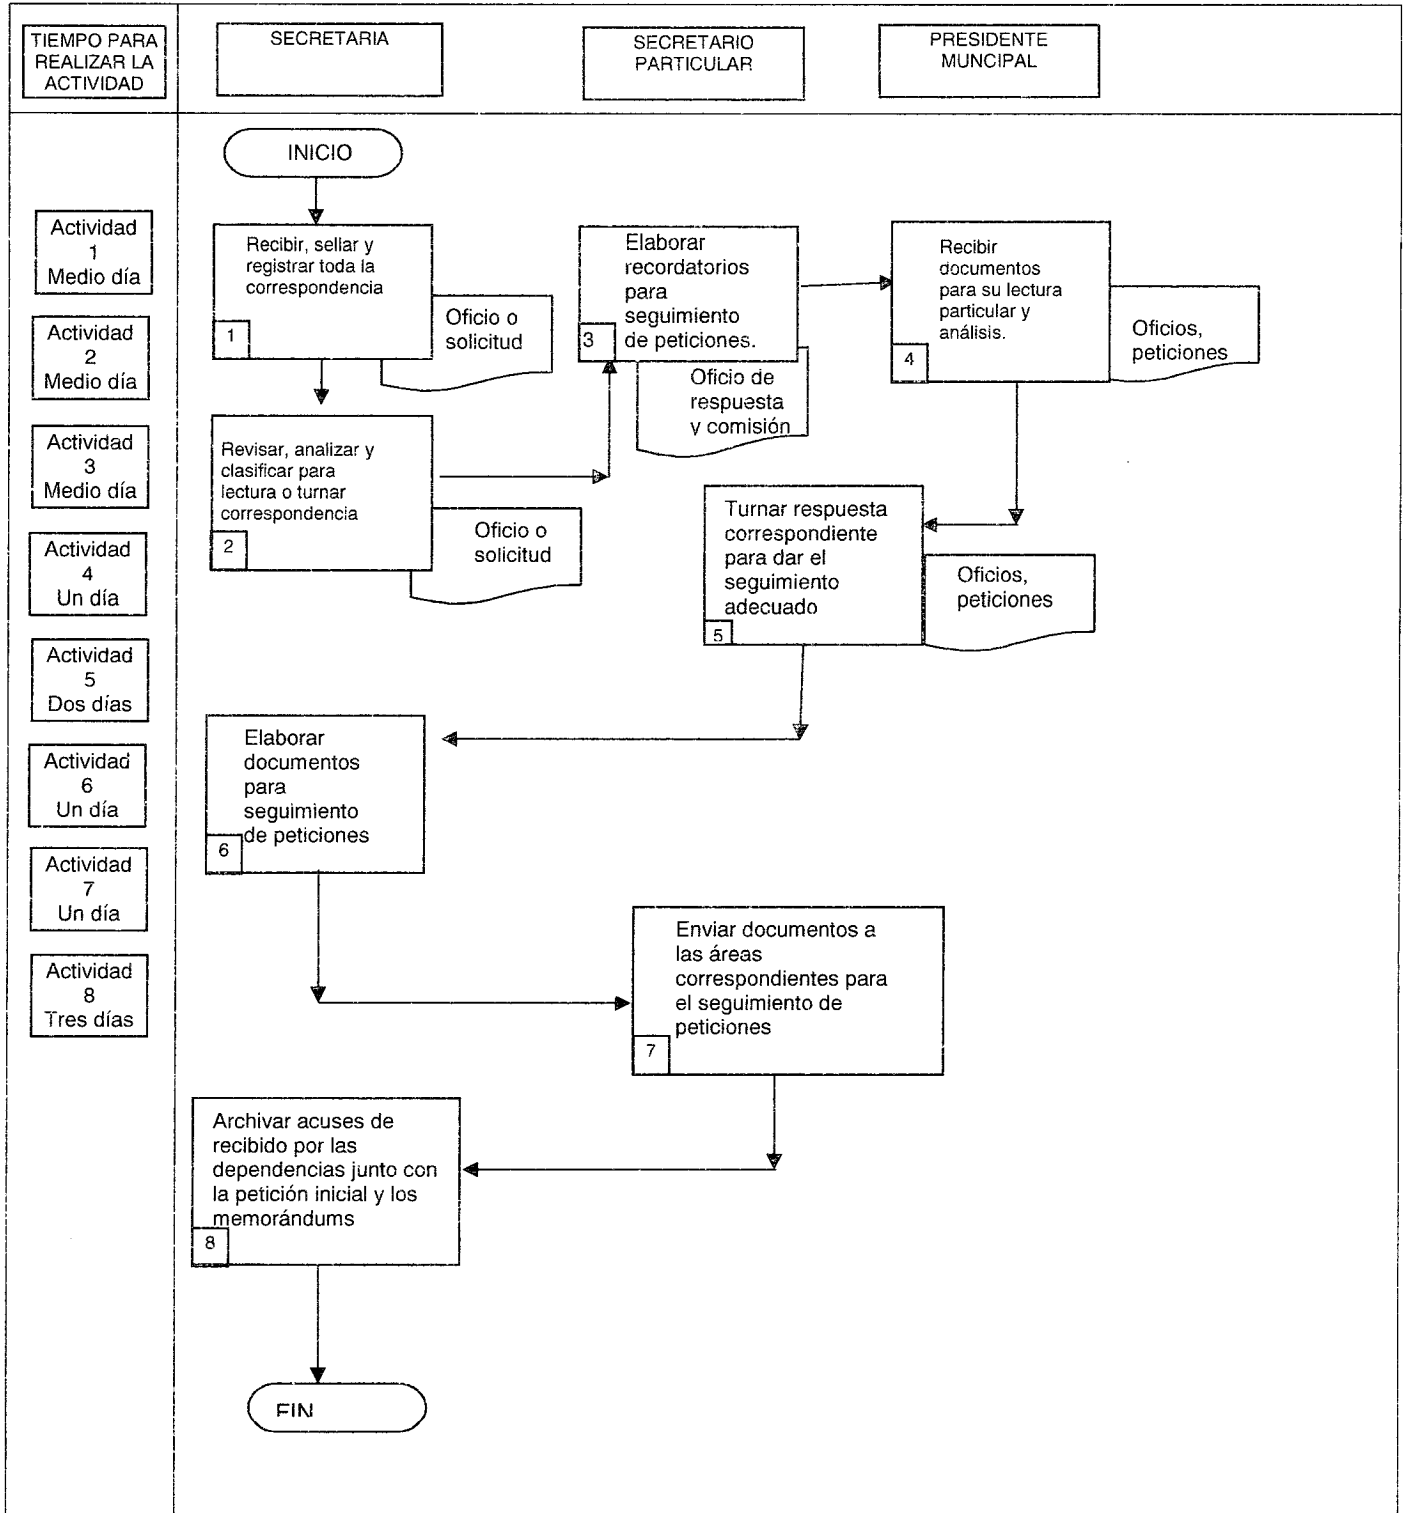 TIEMPO PARA
REALIZAR LA
ACTIVIDAD
SECRETARIA
SECRETARIO
PARTICULAR
PRESIDENTE
MUNCIPAL
INICIO
Actividad
1
Medio día
Actividad
2
Medio día
Actividad
3
Medio día
Actividad
4
Un día
Actividad
5
Dos días
Actividad
6
Un día
Actividad
7
Un día
Actividad
8
Tres días
Recibir, sellar y
registrar toda la
correspondencia
1
Oficio o
solicitud
Revisar, analizar y
clasificar para
lectura o turnar
correspondencia
2
Oficio o
solicitud
Elaborar
recordatorios
para
seguimiento
de peticiones.
3
Oficio de
respuesta
y comisión
Recibir
documentos
para su lectura
particular y
análisis.
4
Oficios,
peticiones
Turnar respuesta
correspondiente
para dar el
seguimiento
adecuado
5
Oficios,
peticiones
Elaborar
documentos
para
seguimiento
de peticiones
6
Enviar documentos a
las áreas
correspondientes para
el seguimiento de
peticiones
7
Archivar acuses de
recibido por las
dependencias junto con
la petición inicial y los
memorándums
8
FIN